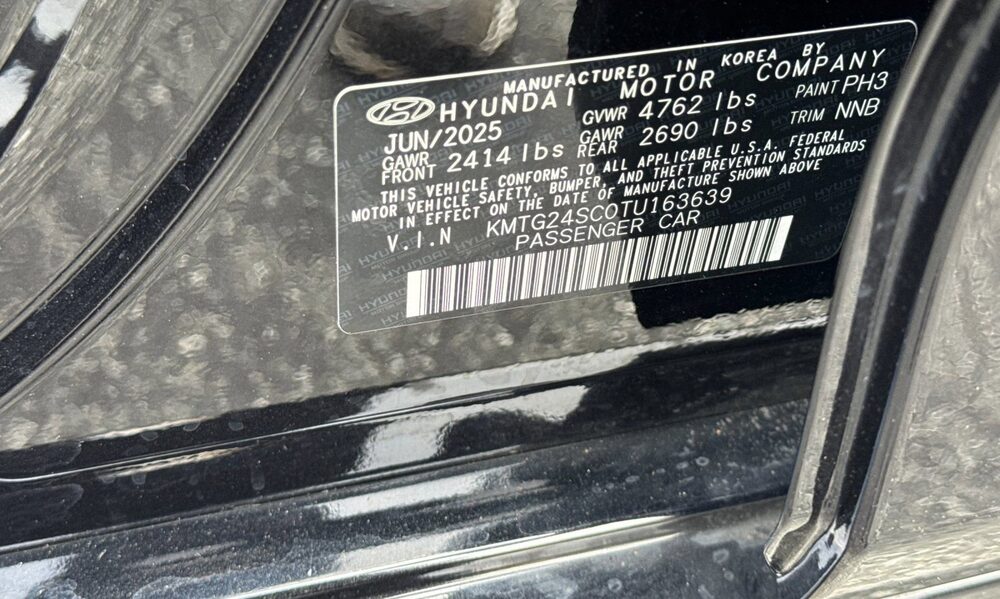 MANUFACTURED IN KOREA BY
HYUNDAI MOTOR COMPANY
JUN/2025 GVWR 4762 lbs PAINT PH3
GAWR FRONT 2414 lbs GAWR REAR 2690 lbs TRIM NNB
THIS VEHICLE CONFORMS TO ALL APPLICABLE U.S.A. FEDERAL
MOTOR VEHICLE SAFETY, BUMPER, AND THEFT PREVENTION STANDARDS
IN EFFECT ON THE DATE OF MANUFACTURE SHOWN ABOVE
V.I.N KMTG24SC0TU163639
PASSENGER CAR